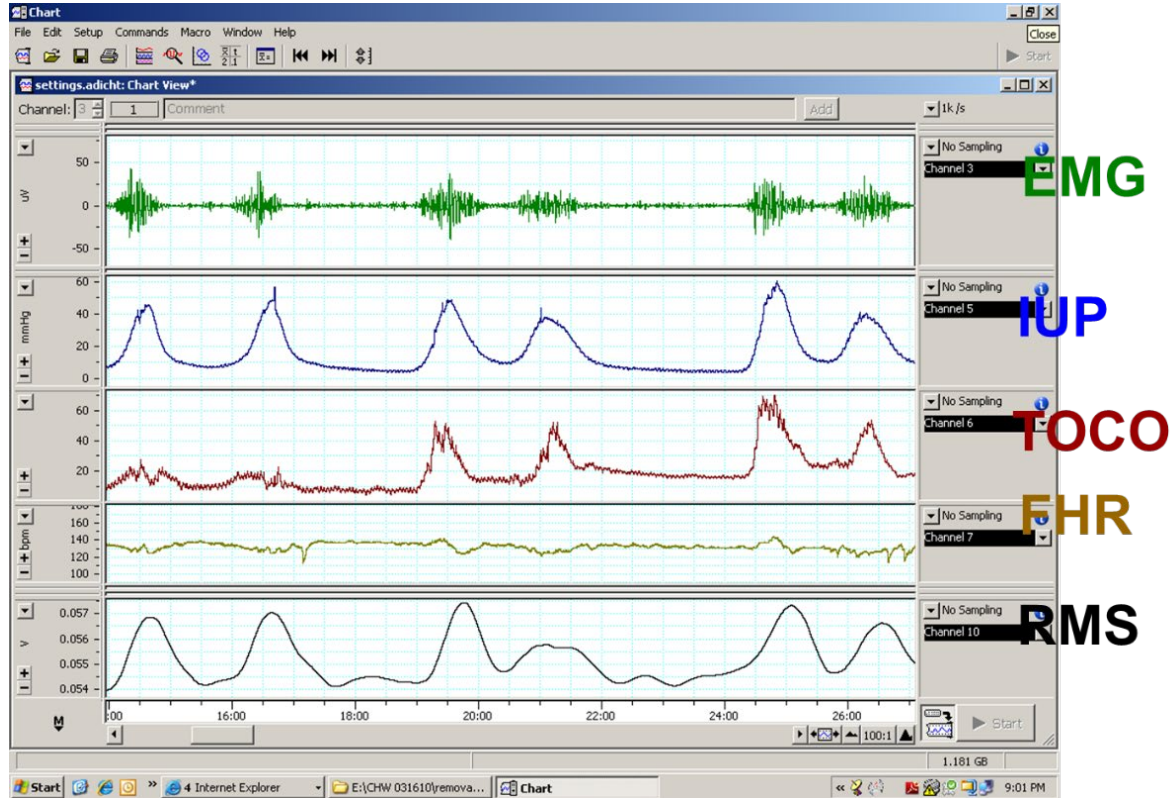 Chart
File Edit Setup Commands Macro Window Help
Close
Start
settings.adicht: Chart View*
Channel: 3 1 Comment Add 1k /s
No Sampling
Channel 3
EMG
50
0
-50
uV
No Sampling
Channel 5
IUP
60
40
20
0
mmHg
No Sampling
Channel 6
TOCO
60
40
20
No Sampling
Channel 7
FHR
160
140
120
100
bpm
No Sampling
Channel 10
RMS
0.057
0.056
0.055
0.054
V
M
:00 16:00 18:00 20:00 22:00 24:00 26:00
100:1
Start
1.181 GB
Start 4 Internet Explorer E:\CHW 031610\remova... Chart 9:01 PM